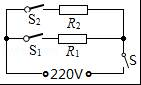 S₂ R₂
S₁ R₁
S
220V